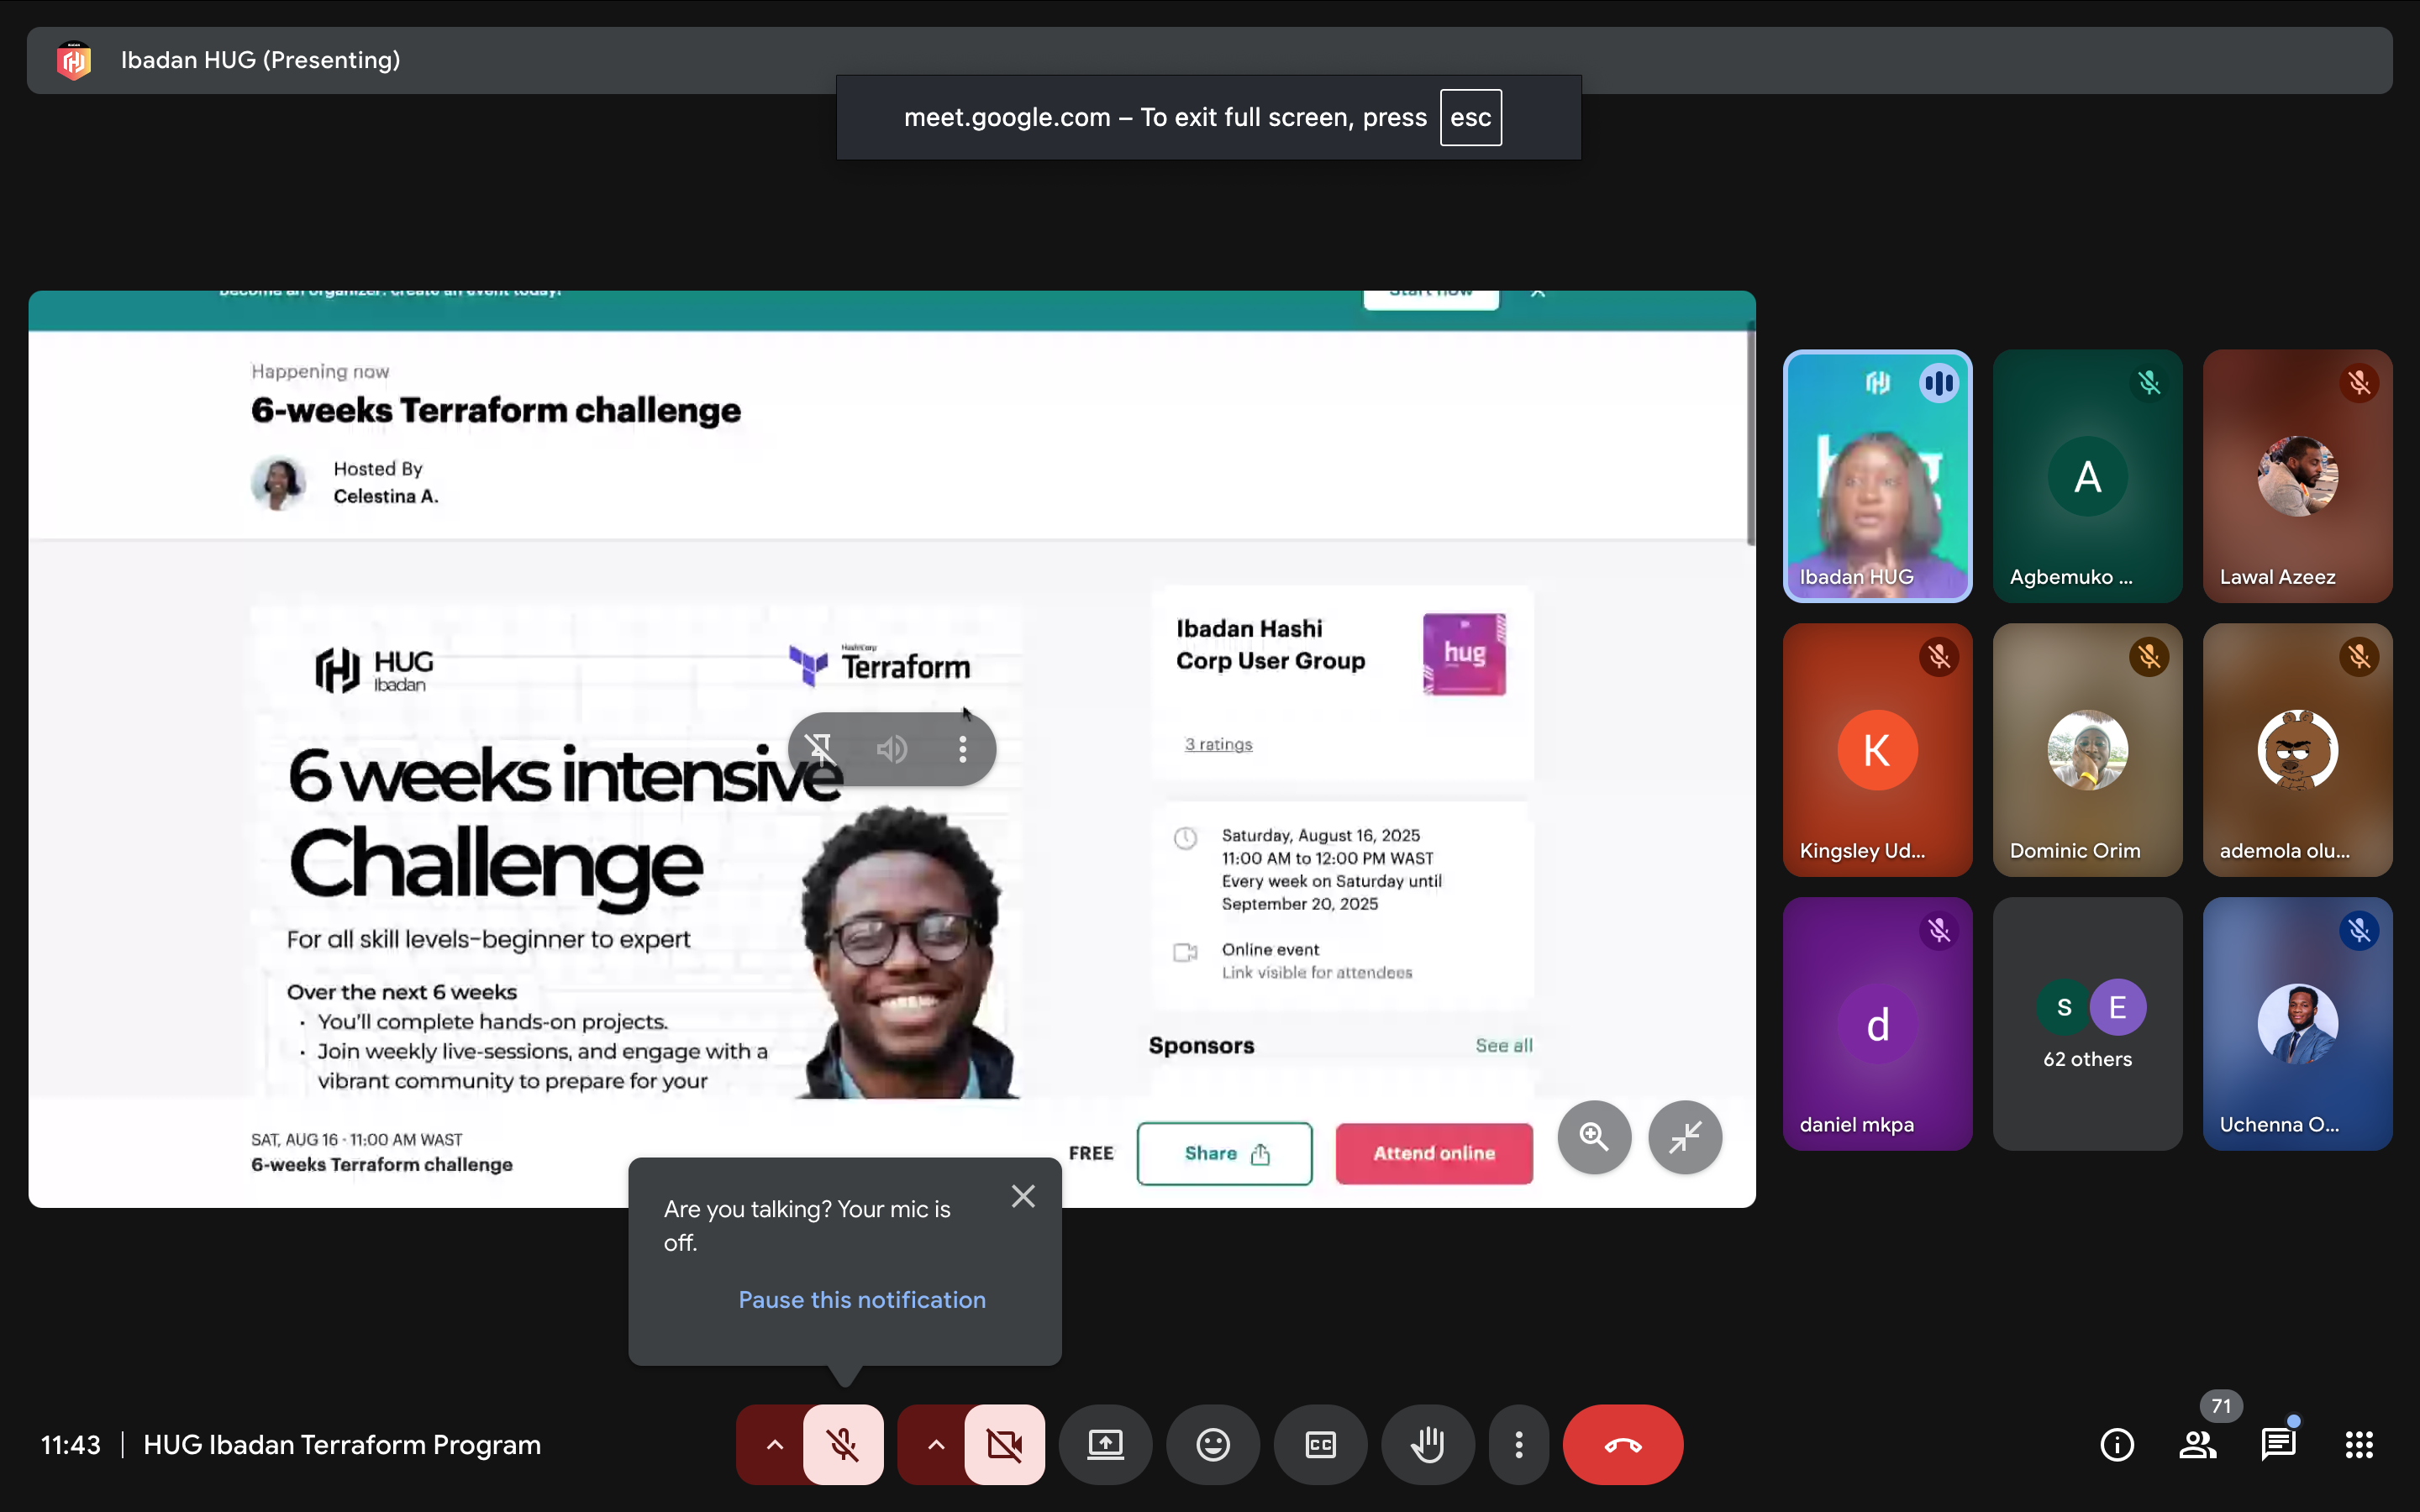 Ibadan HUG (Presenting)
meet.google.com – To exit full screen, press esc
Happening now
6-weeks Terraform challenge
Hosted By
Celestina A.
HUG
Ibadan
HashiCorp
Terraform
6 weeks intensive
Challenge
For all skill levels-beginner to expert
Over the next 6 weeks
· You'll complete hands-on projects.
· Join weekly live-sessions, and engage with a
vibrant community to prepare for your
Ibadan Hashi
Corp User Group
hug
3 ratings
Saturday, August 16, 2025
11:00 AM to 12:00 PM WAST
Every week on Saturday until
September 20, 2025
Online event
Link visible for attendees
Sponsors
See all
SAT, AUG 16 · 11:00 AM WAST
6-weeks Terraform challenge
FREE
Share
Attend online
Ibadan HUG
A
Agbemuko ...
Lawal Azeez
K
Kingsley Ud...
Dominic Orim
ademola olu...
d
daniel mkpa
s
E
62 others
Uchenna O...
Are you talking? Your mic is
off.
Pause this notification
11:43
HUG Ibadan Terraform Program
CC
71